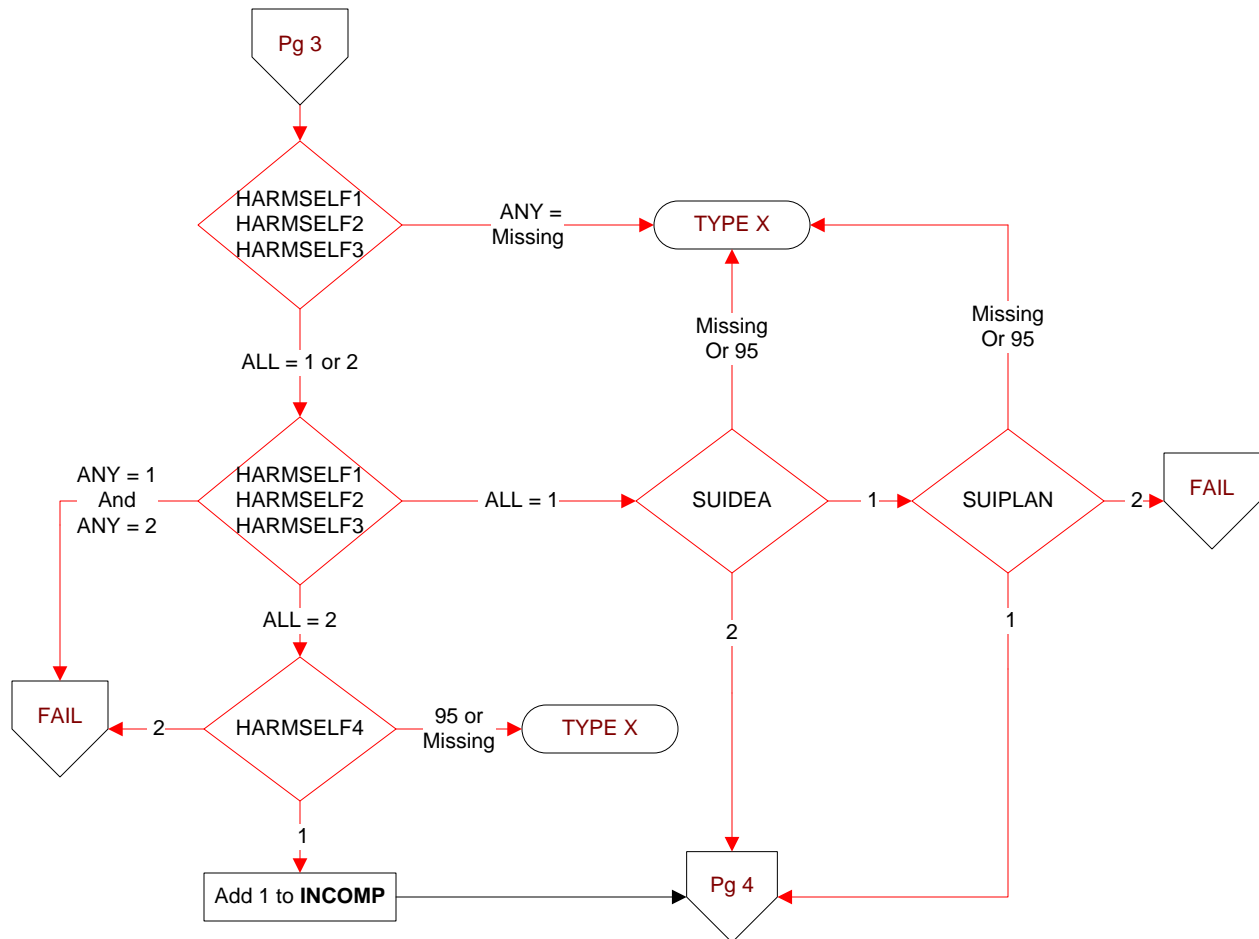 Pg 3
HARMSELF1
HARMSELF2
HARMSELF3
ANY =
Missing
TYPE X
Missing
Or 95
Missing
Or 95
ALL = 1 or 2
ANY = 1
And
ANY = 2
HARMSELF1
HARMSELF2
HARMSELF3
ALL = 1
SUIDEA
1
SUIPLAN
2
FAIL
ALL = 2
2
1
FAIL
2
HARMSELF4
95 or
Missing
TYPE X
1
Add 1 to INCOMP
Pg 4